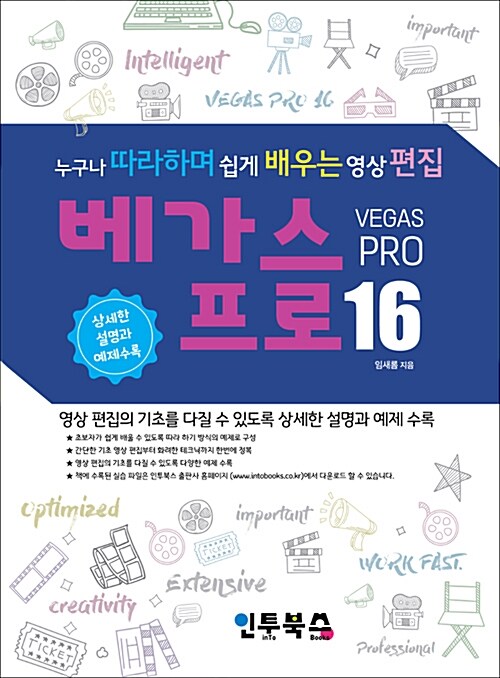 important
Intelligent
VEGAS PRO 16
누구나 따라하며 쉽게 배우는 영상 편집
베가스 VEGAS PRO
프로 16
상세한
설명과
예제수록
임새롬 지음
영상 편집의 기초를 다질 수 있도록 상세한 설명과 예제 수록
★ 초보자가 쉽게 배울 수 있도록 따라 하기 방식의 예제로 구성
★ 간단한 기초 영상 편집부터 화려한 테크닉까지 한번에 정복
★ 영상 편집의 기초를 다질 수 있도록 다양한 예제 수록
★ 책에 수록된 실습 파일은 인투북스 출판사 홈페이지 (www.intobooks.co.kr)에서 다운로드 할 수 있습니다.
Optimized
important
TICKET
WORK FAST.
Extensive
creativity
인투북스
inTo Books
TICKET
Professional